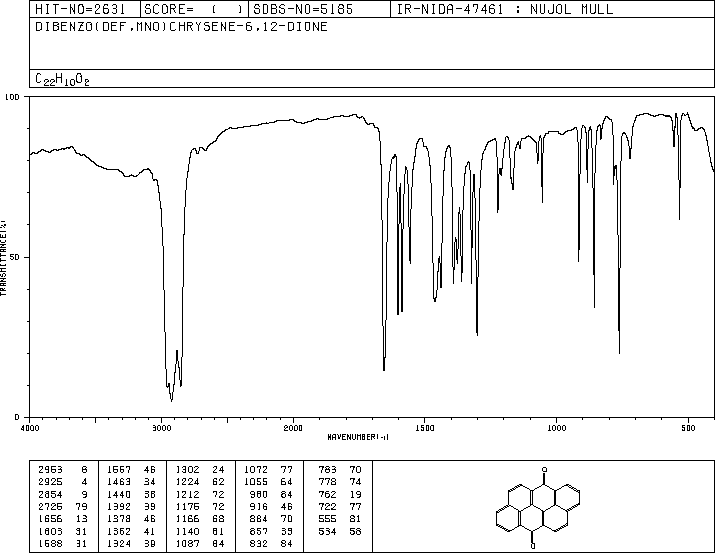 HIT-NO=2631 SCORE= ( ) SDBS-NO=5185 IR-NIDA-47461 : NUJOL MULL
DIBENZO(DEF,MNO)CHRYSENE-6,12-DIONE
C22H10O2
100
50
0
TRANSMITTANCE(%)
4000 3000 2000 1500 1000 500
WAVENUMBER(-1)
2953 6 1557 46 1302 24 1072 77 783 70
2925 4 1463 34 1224 62 1055 64 778 74
2854 9 1440 38 1212 72 980 84 762 19
2725 79 1392 39 1175 72 916 46 722 77
1656 13 1378 46 1166 68 884 70 555 81
1603 31 1362 41 1140 81 857 33 534 58
1588 31 1324 39 1087 84 832 84
O
O